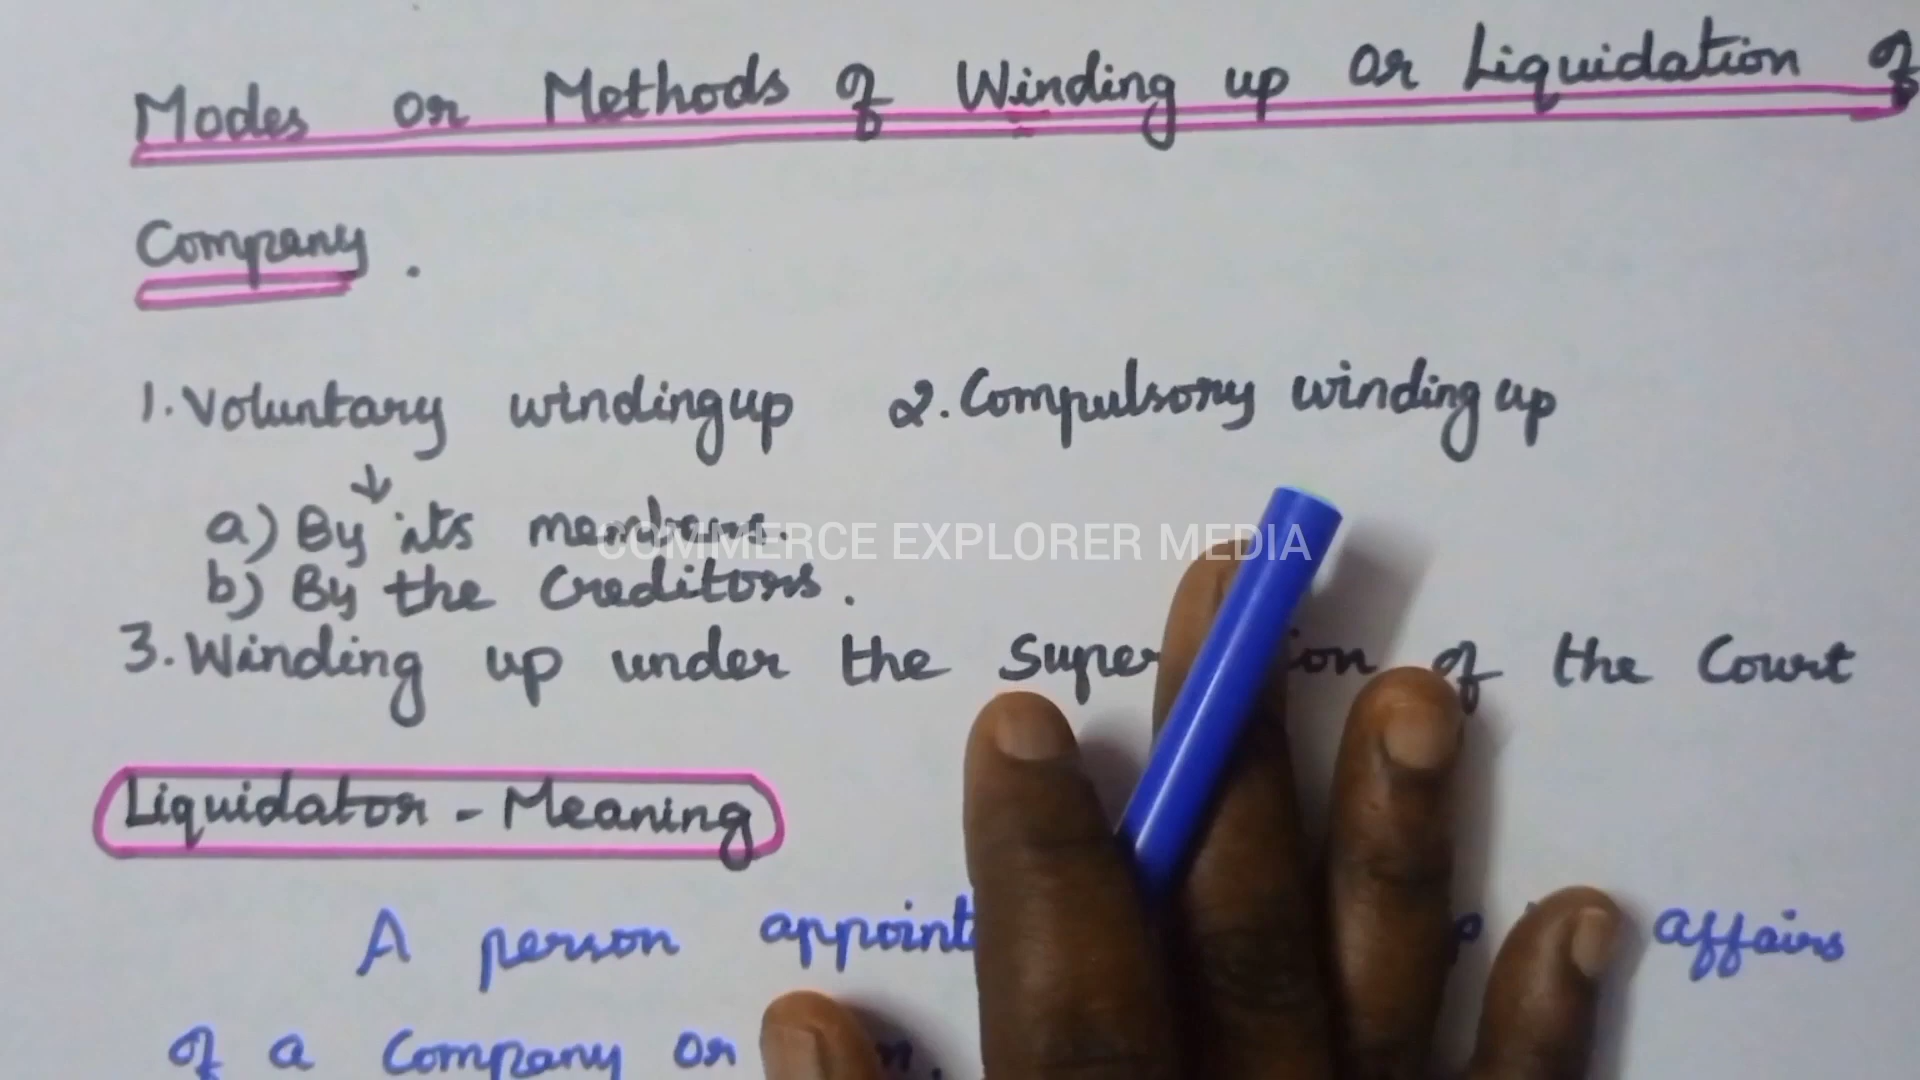 Modes or Methods of Winding up or Liquidation of
Company.
1. Voluntary windingup 2. Compulsory winding up
↓
a) By its members.
b) By the Creditors.
COMMERCE EXPLORER MEDIA
3. Winding up under the of the Court
Liquidator - Meaning
A person affairs
of a Company or